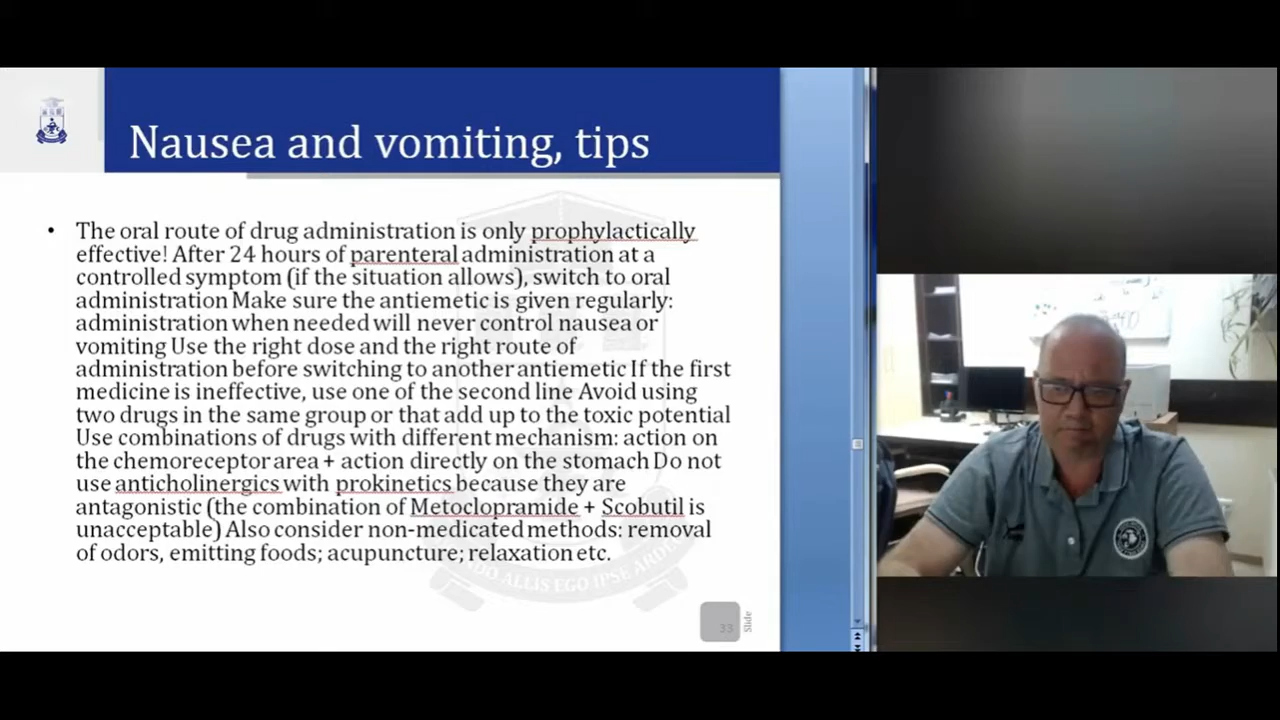 Nausea and vomiting, tips
• The oral route of drug administration is only prophylactically
effective! After 24 hours of parenteral administration at a
controlled symptom (if the situation allows), switch to oral
administration Make sure the antiemetic is given regularly:
administration when needed will never control nausea or
vomiting Use the right dose and the right route of
administration before switching to another antiemetic If the first
medicine is ineffective, use one of the second line Avoid using
two drugs in the same group or that add up to the toxic potential
Use combinations of drugs with different mechanism: action on
the chemoreceptor area + action directly on the stomach Do not
use anticholinergics with prokinetics because they are
antagonistic (the combination of Metoclopramide + Scobutil is
unacceptable) Also consider non-medicated methods: removal
of odors, emitting foods; acupuncture; relaxation etc.
ALLIS EGO IPSE
33
Slide